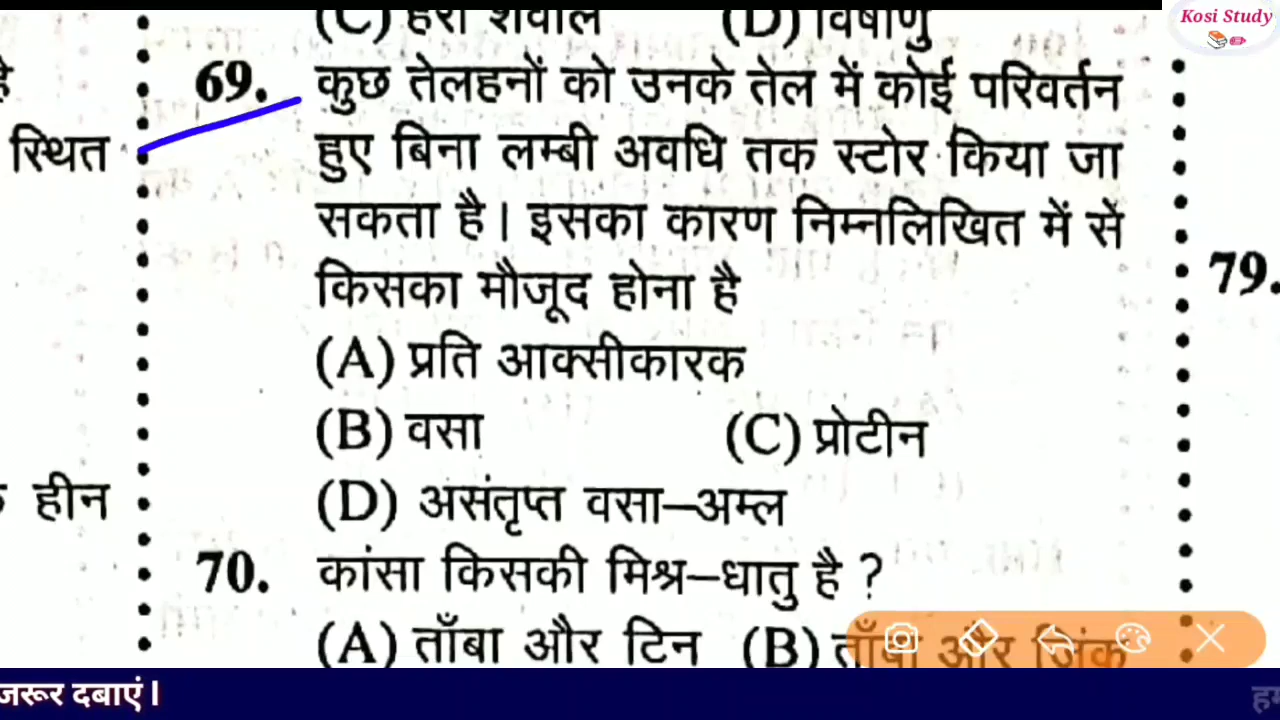 (C) हरा शैवाल (D) विषाणु
Kosi Study
है
स्थित
हीन
69. कुछ तेलहनों को उनके तेल में कोई परिवर्तन
हुए बिना लम्बी अवधि तक स्टोर किया जा
सकता है। इसका कारण निम्नलिखित में से
किसका मौजूद होना है
(A) प्रति आक्सीकारक
(B) वसा (C) प्रोटीन
(D) असंतृप्त वसा–अम्ल
70. कांसा किसकी मिश्र–धातु है ?
(A) ताँबा और टिन (B) ताँबा और जिंक
79.
जरूर दबाएं।